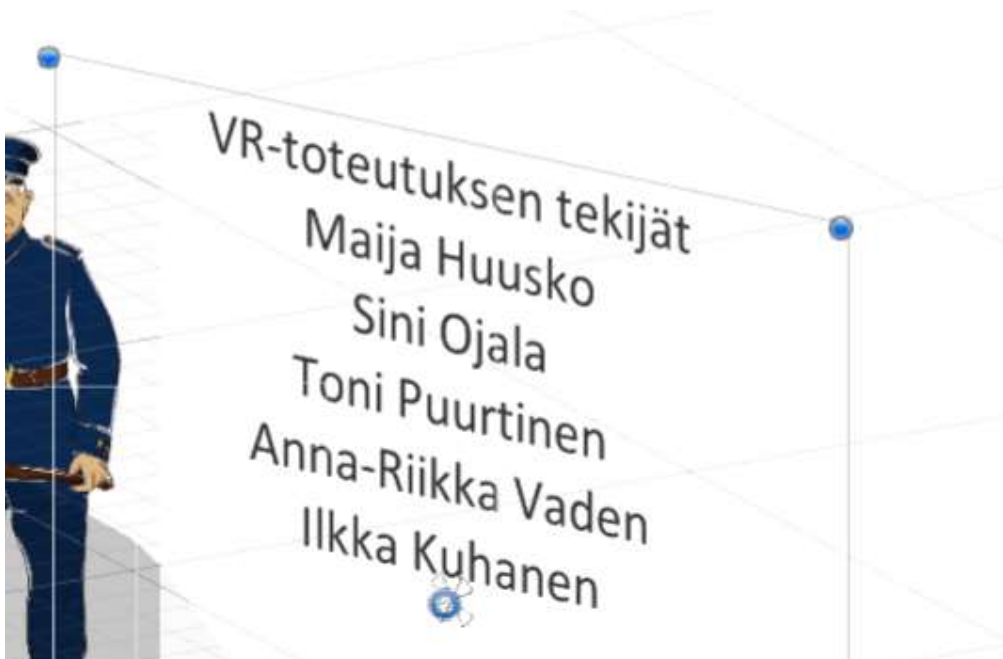 VR-toteutuksen tekijät
Maija Huusko
Sini Ojala
Toni Puurtinen
Anna-Riikka Vaden
Ilkka Kuhanen